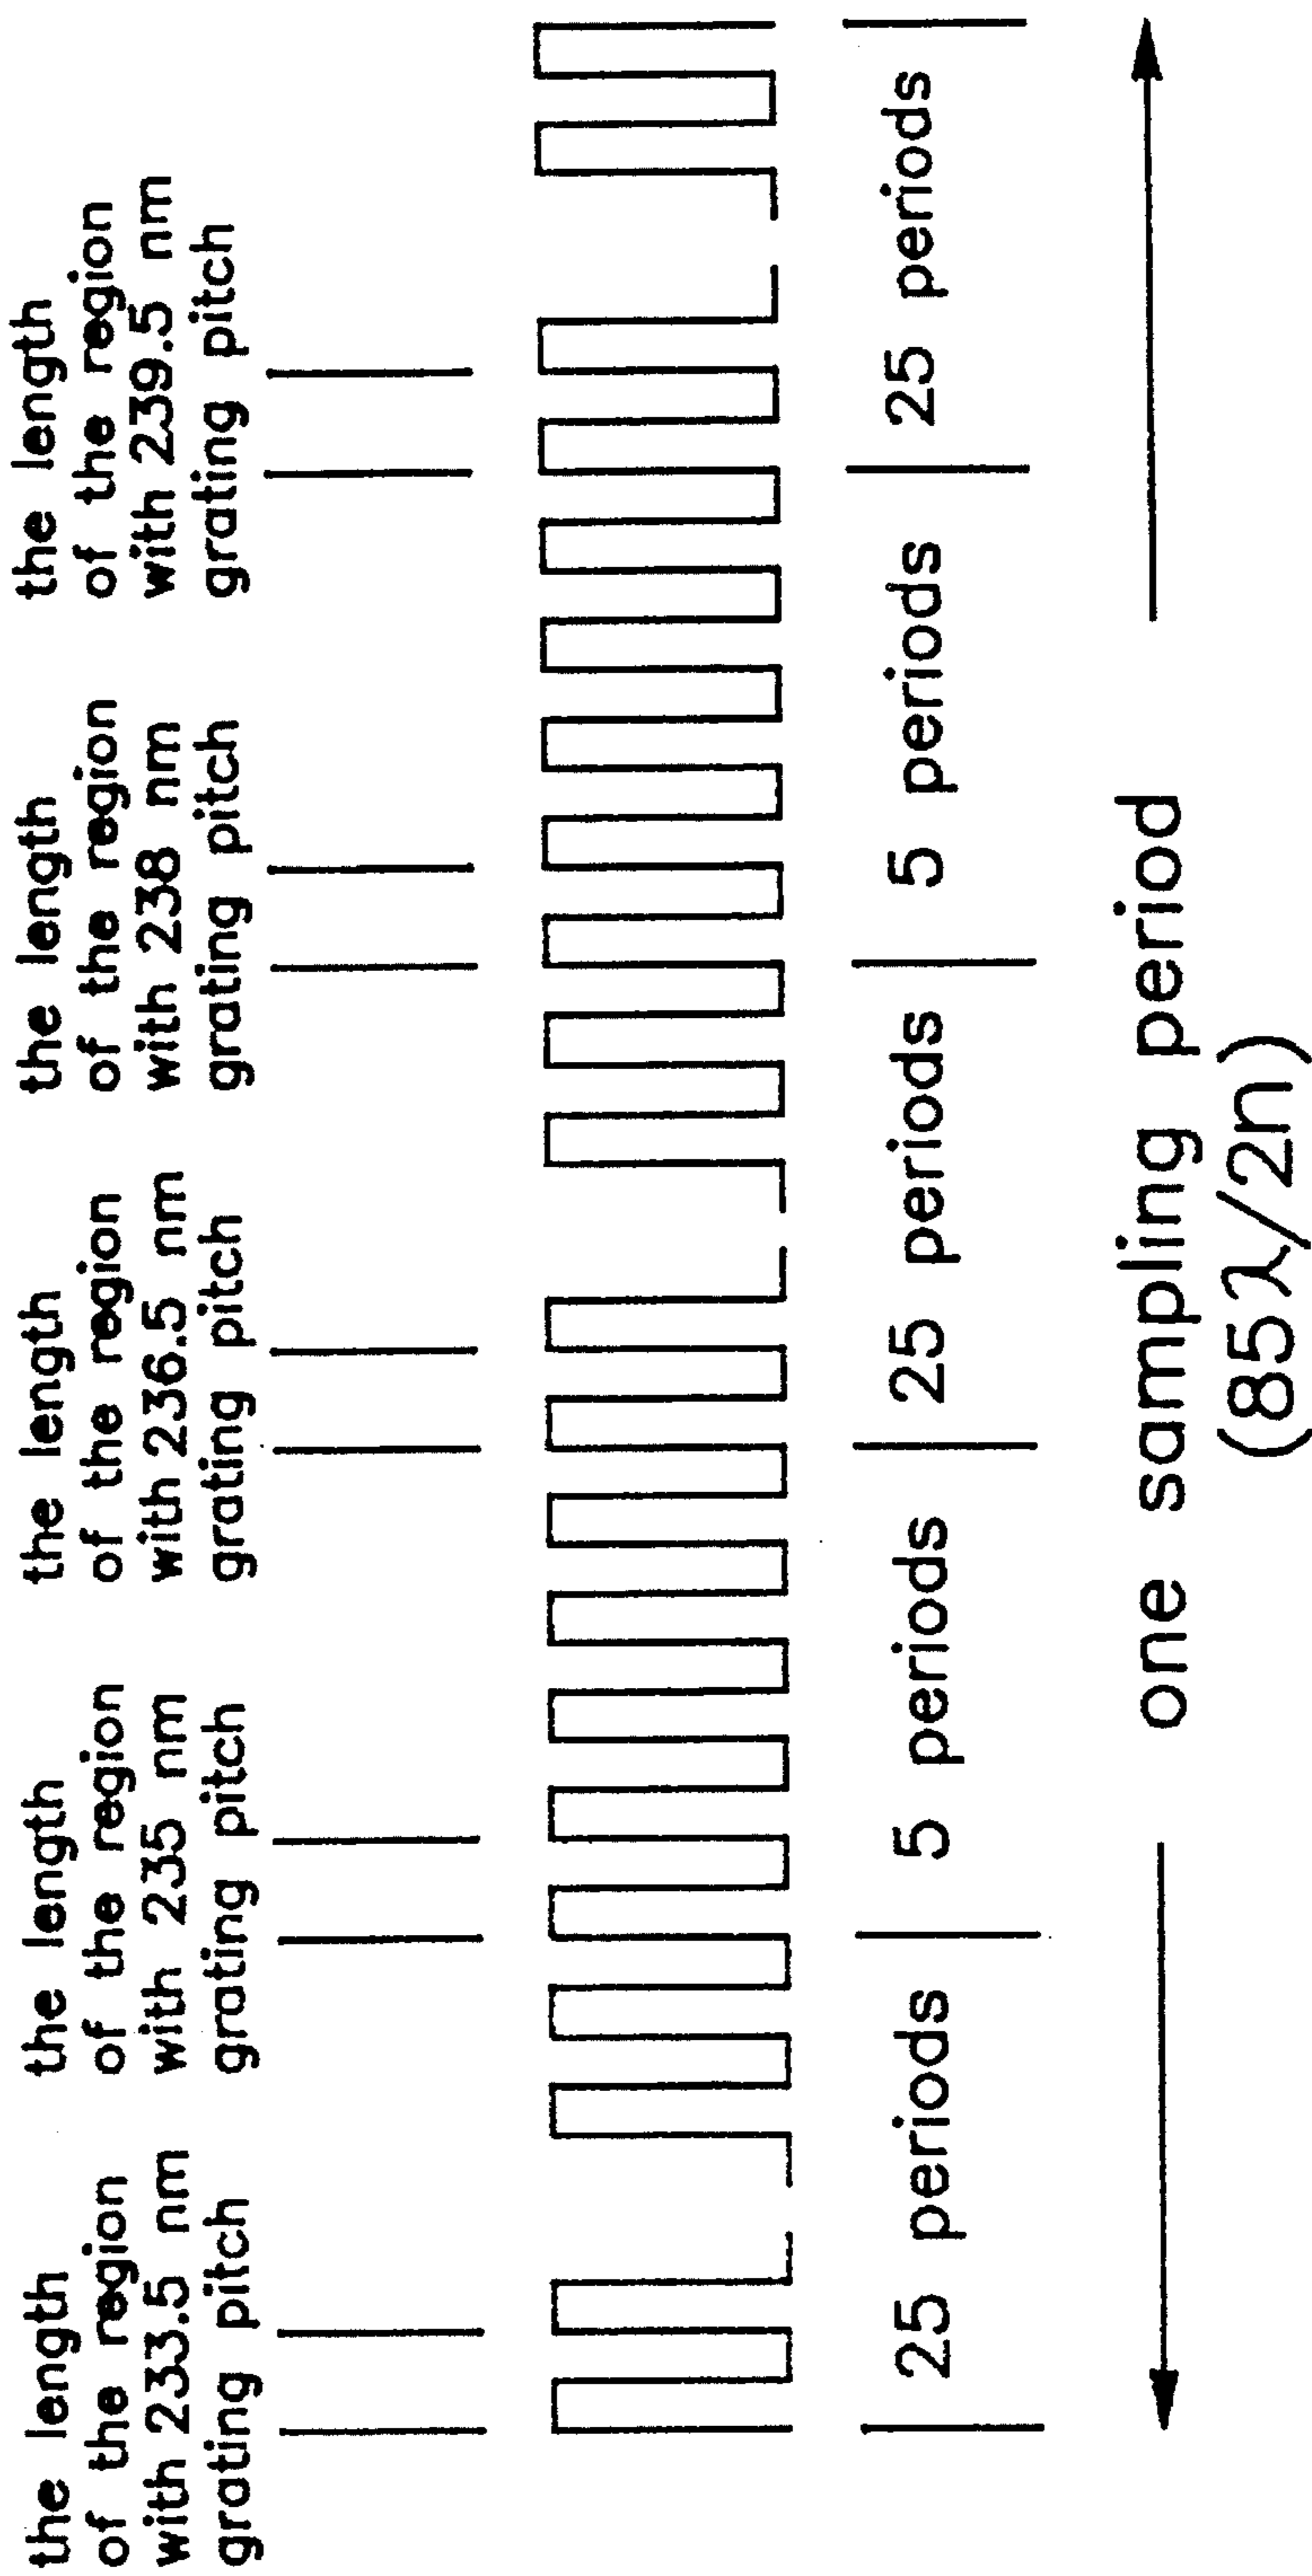 the length
of the region
with 233.5 nm
grating pitch
the length
of the region
with 235 nm
grating pitch
the length
of the region
with 236.5 nm
grating pitch
the length
of the region
with 238 nm
grating pitch
the length
of the region
with 239.5 nm
grating pitch
25 periods
5 periods
25 periods
5 periods
25 periods
one sampling period
(85λ/2n)